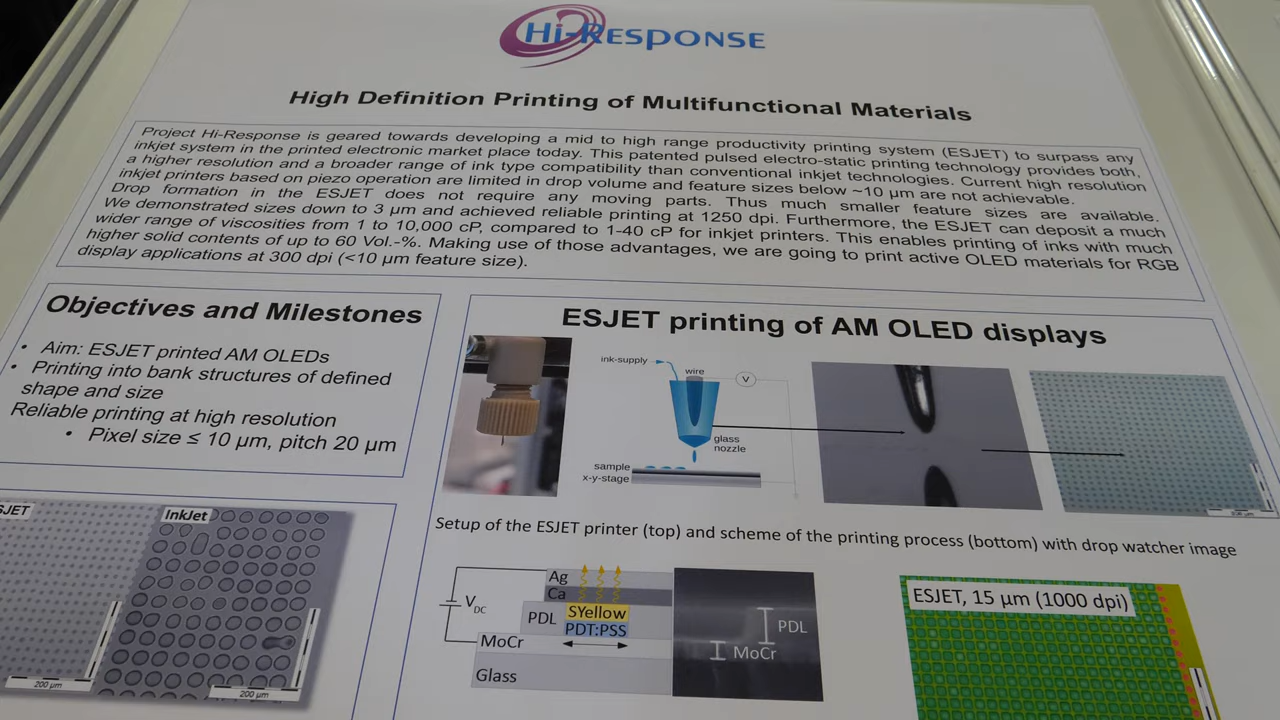 Hi-Response
High Definition Printing of Multifunctional Materials
Project Hi-Response is geared towards developing a mid to high range productivity printing system (ESJET) to surpass any
inkjet system in the printed electronic market place today. This patented pulsed electro-static printing technology provides both,
a higher resolution and a broader range of ink type compatibility than conventional inkjet technologies. Current high resolution
inkjet printers based on piezo operation are limited in drop volume and feature sizes below ~10 µm are not achievable.
Drop formation in the ESJET does not require any moving parts. Thus much smaller feature sizes are available.
We demonstrated sizes down to 3 µm and achieved reliable printing at 1250 dpi. Furthermore, the ESJET can deposit a much
wider range of viscosities from 1 to 10,000 cP, compared to 1-40 cP for inkjet printers. This enables printing of inks with much
higher solid contents of up to 60 Vol.-%. Making use of those advantages, we are going to print active OLED materials for RGB
display applications at 300 dpi (<10 µm feature size).
Objectives and Milestones
• Aim: ESJET printed AM OLEDs
• Printing into bank structures of defined
shape and size
Reliable printing at high resolution
• Pixel size ≤ 10 µm, pitch 20 µm
SJET
InkJet
200 µm
200 µm
ESJET printing of AM OLED displays
ink-supply
wire
V
glass
nozzle
sample
x-y-stage
Setup of the ESJET printer (top) and scheme of the printing process (bottom) with drop watcher image
Ag
Ca
VDC
PDL
SYellow
PDT:PSS
MoCr
Glass
PDL
MoCr
ESJET, 15 µm (1000 dpi)